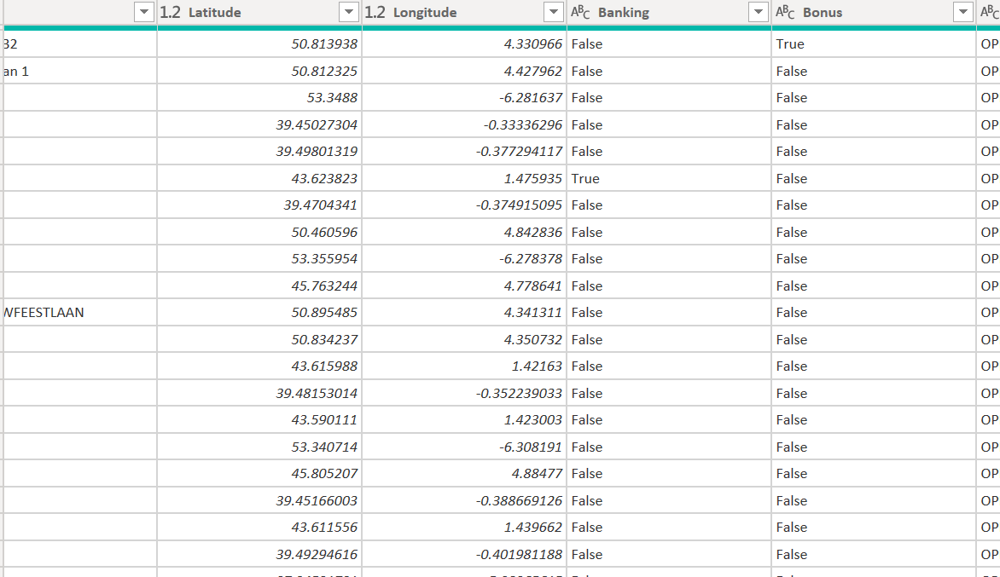 1.2 Latitude 1.2 Longitude ABC Banking ABC Bonus ABC
32 50.813938 4.330966 False True OP
an 1 50.812325 4.427962 False False OP
53.3488 -6.281637 False False OP
39.45027304 -0.33336296 False False OP
39.49801319 -0.377294117 False False OP
43.623823 1.475935 True False OP
39.4704341 -0.374915095 False False OP
50.460596 4.842836 False False OP
53.355954 -6.278378 False False OP
45.763244 4.778641 False False OP
WFEESTLAAN 50.895485 4.341311 False False OP
50.834237 4.350732 False False OP
43.615988 1.42163 False False OP
39.48153014 -0.352239033 False False OP
43.590111 1.423003 False False OP
53.340714 -6.308191 False False OP
45.805207 4.88477 False False OP
39.45166003 -0.388669126 False False OP
43.611556 1.439662 False False OP
39.49294616 -0.401981188 False False OP